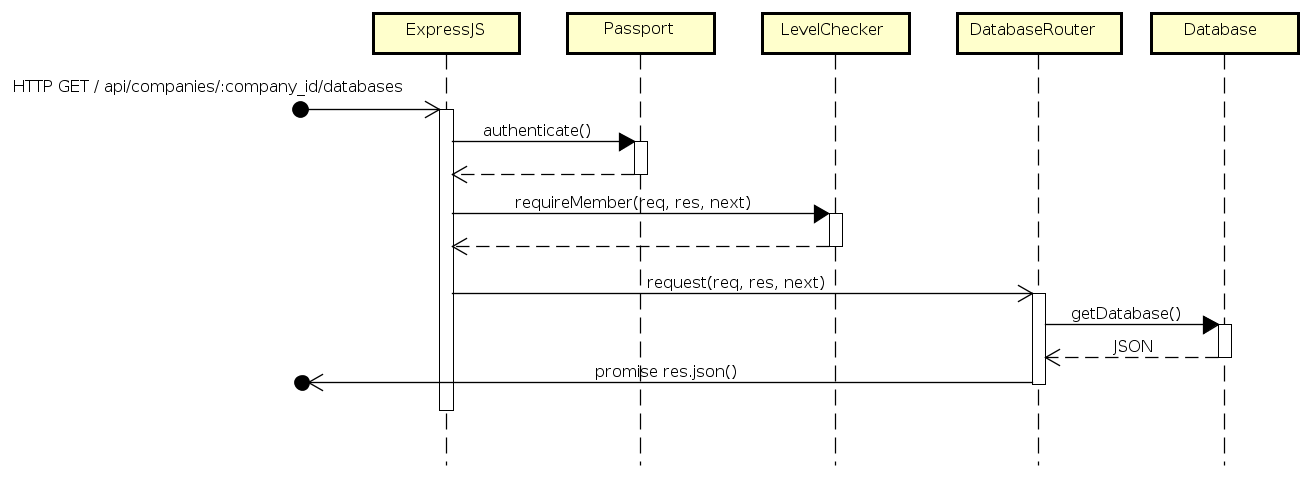 ExpressJS
Passport
LevelChecker
DatabaseRouter
Database
HTTP GET / api/companies/:company_id/databases
authenticate()
requireMember(req, res, next)
request(req, res, next)
getDatabase()
JSON
promise res.json()